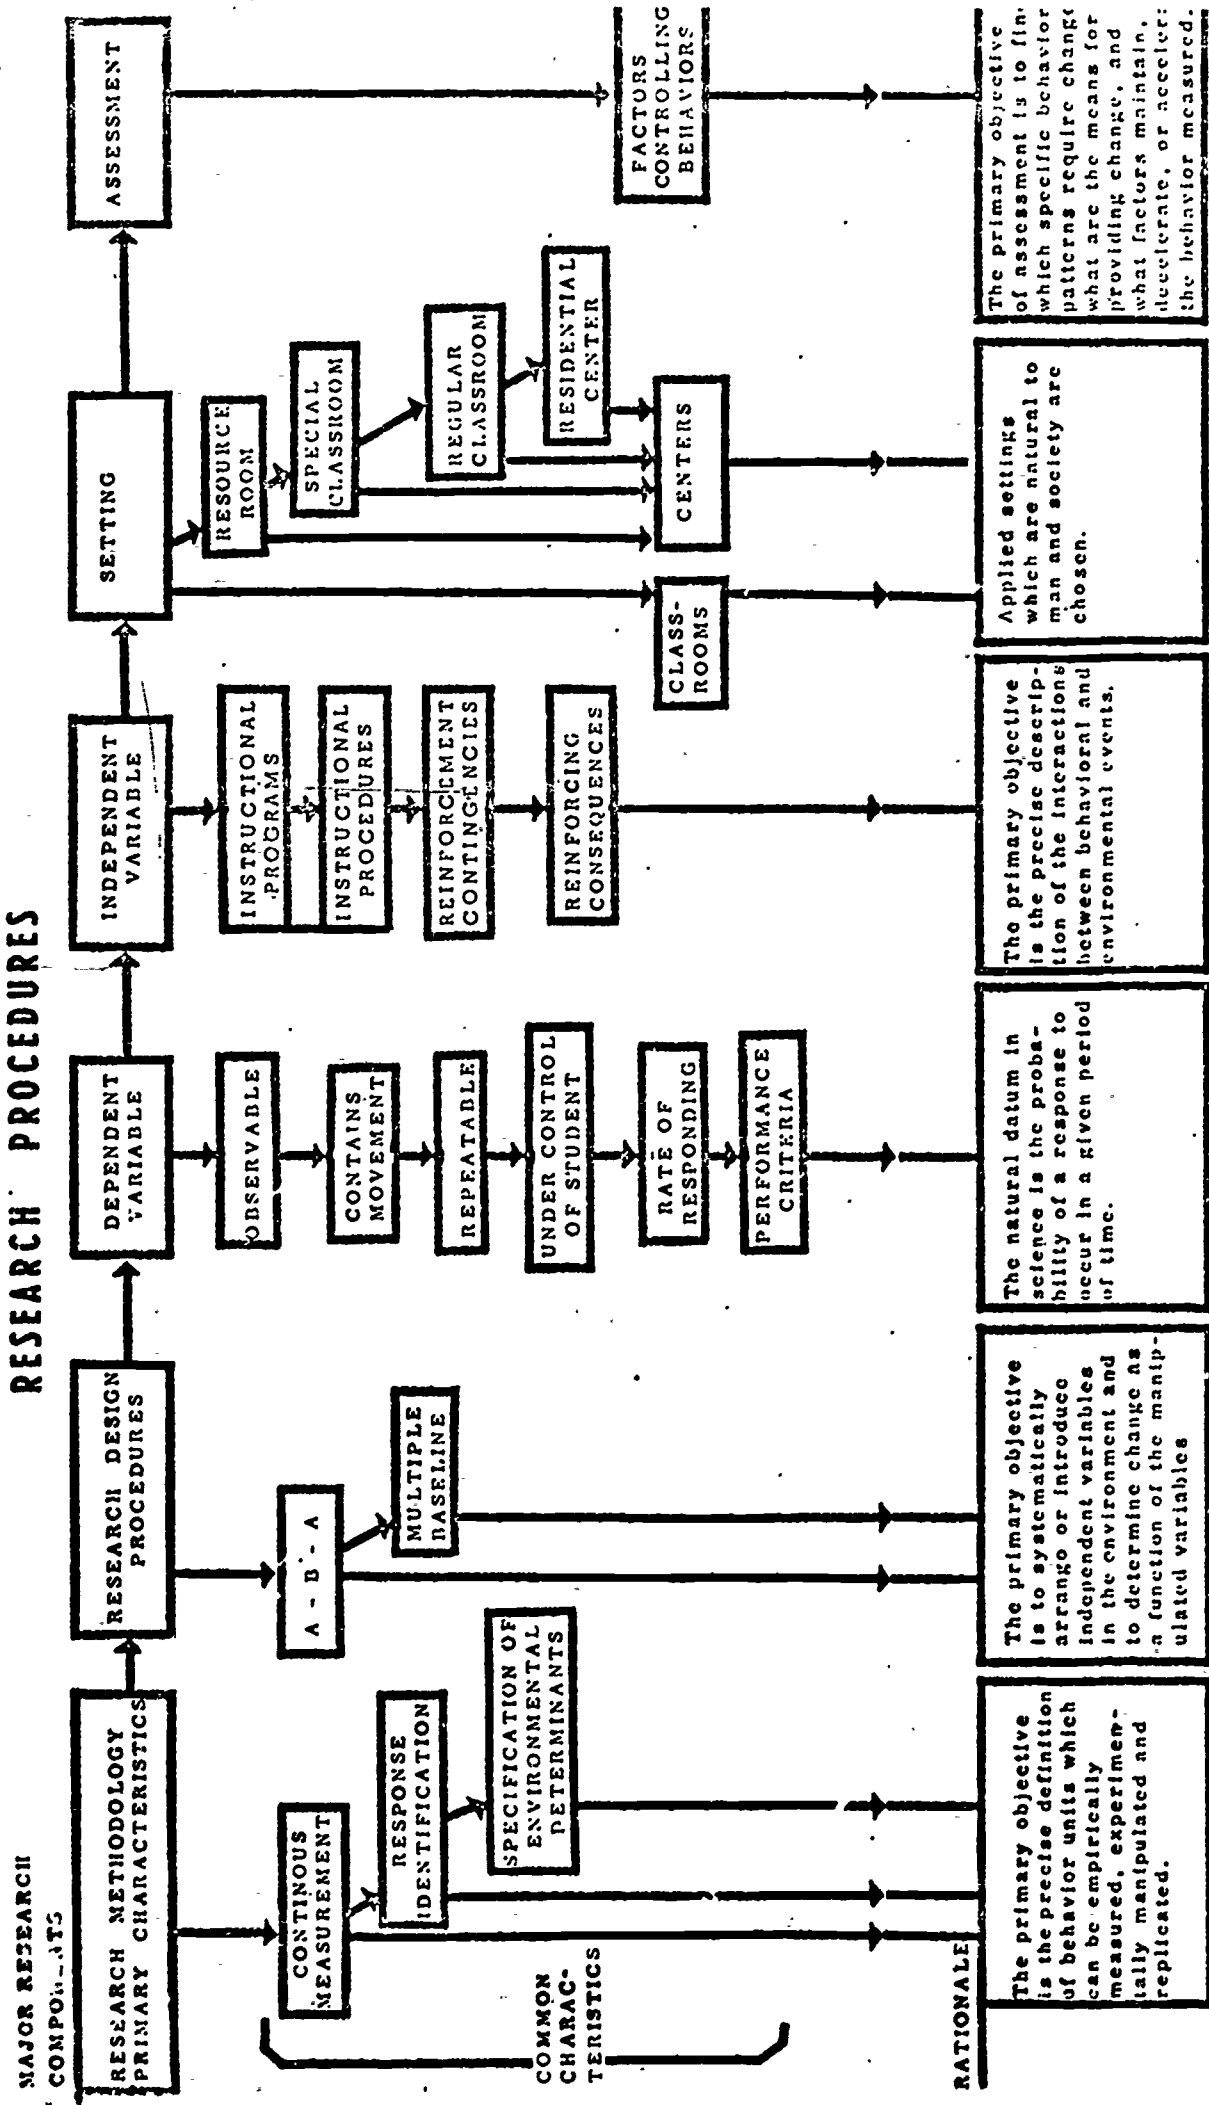 RESEARCH PROCEDURES
MAJOR RESEARCH
RESEARCH METHODOLOGY
PRIMARY CHARACTERISTICS
RESEARCH DESIGN
PROCEDURES
DEPENDENT
VARIABLE
INDEPENDENT
VARIABLE
SETTING
ASSESSMENT
COMMON
CHARAC-
TERISTICS
CONTINOUS
MEASUREMENT
RESPONSE
IDENTIFICATION
SPECIFICATION OF
ENVIRONMENTAL
DETERMINANTS
A - B - A
MULTIPLE
BASELINE
OBSERVABLE
CONTAINS
MOVEMENT
REPEATABLE
UNDER CONTROL
OF STUDENT
RATE OF
RESPONDING
PERFORMANCE
CRITERIA
INSTRUCTIONAL
PROGRAMS
INSTRUCTIONAL
PROCEDURES
REINFORCEMENT
CONTINGENCIES
REINFORCING
CONSEQUENCES
RESOURCE
ROOM
SPECIAL
CLASSROOM
REGULAR
CLASSROOM
RESIDENTIAL
CENTER
CLASS-
ROOMS
CENTERS
FACTORS
CONTROLLING
BEHAVIORS
RATIONALE
The primary objective
is the precise definition
of behavior units which
can be empirically
measured, experimen-
tally manipulated and
replicated.
The primary objective
is to systematically
arrange or introduce
independent variables
in the environment and
to determine change as
a function of the manip-
ulated variables
The natural datum in
science is the proba-
bility of a response to
occur in a given period
of time.
The primary objective
is the precise descrip-
tion of the interactions
between behavioral and
environmental events.
Applied settings
which are natural to
man and society are
chosen.
The primary objective
of assessment is to
which specific behavior
patterns require
what are the means for
providing change, and
what factors maintain,
decelerate, or
the behavior measured.